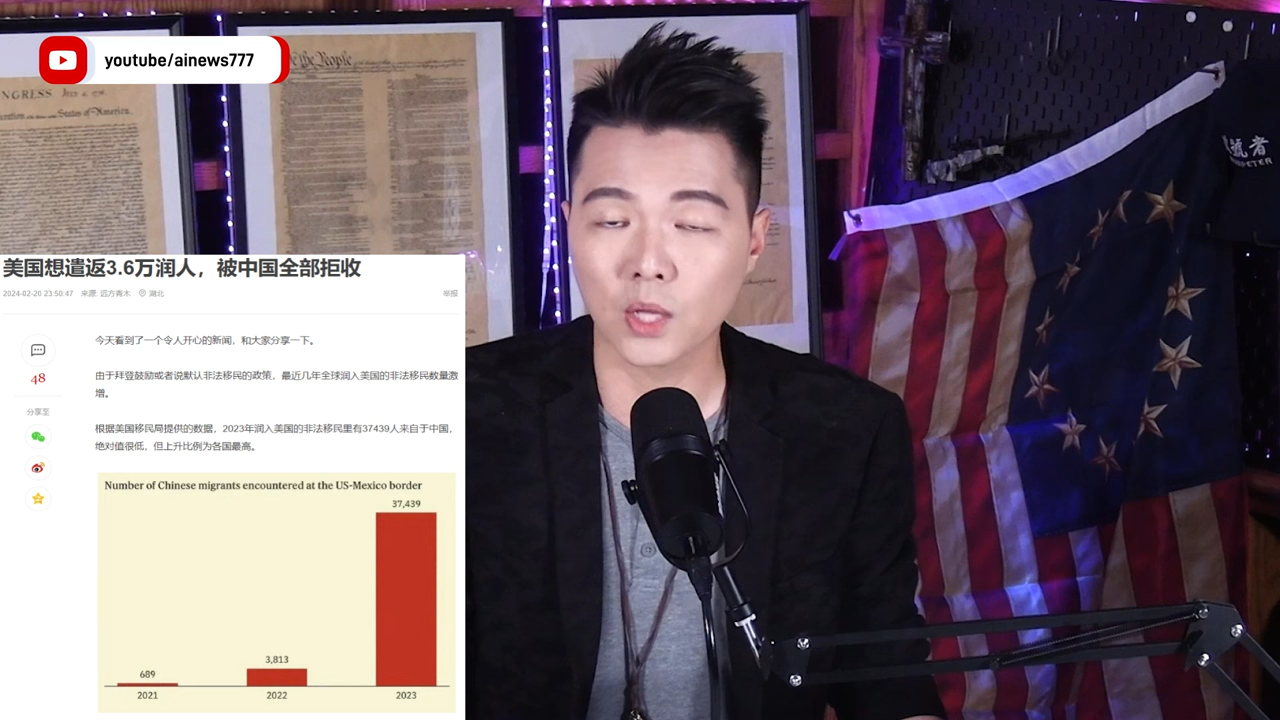 youtube/ainews777
We the People
美国想遣返3.6万润人，被中国全部拒收
2024-02-20 23:50:47 来源: 远方青木 湖北
举报
今天看到了一个令人开心的新闻，和大家分享一下。
48
由于拜登鼓励或者说默认非法移民的政策，最近几年全球润入美国的非法移民数量激
增。
分享至
根据美国移民局提供的数据，2023年润入美国的非法移民里有37439人来自于中国，
绝对值很低，但上升比例为各国最高。
Number of Chinese migrants encountered at the US-Mexico border
37,439
3,813
689
2021 2022 2023